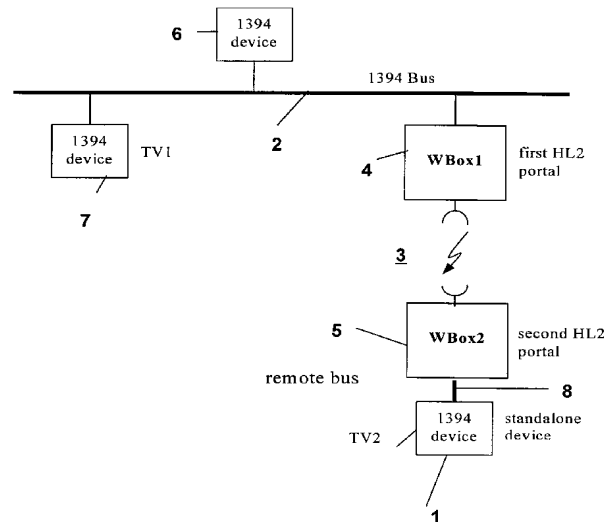 6
1394
device
1394 Bus
1394
device
TV1
2
4
WBox1
first HL2
portal
7
3
5
WBox2
second HL2
portal
remote bus
8
TV2
1394
device
standalone
device
1